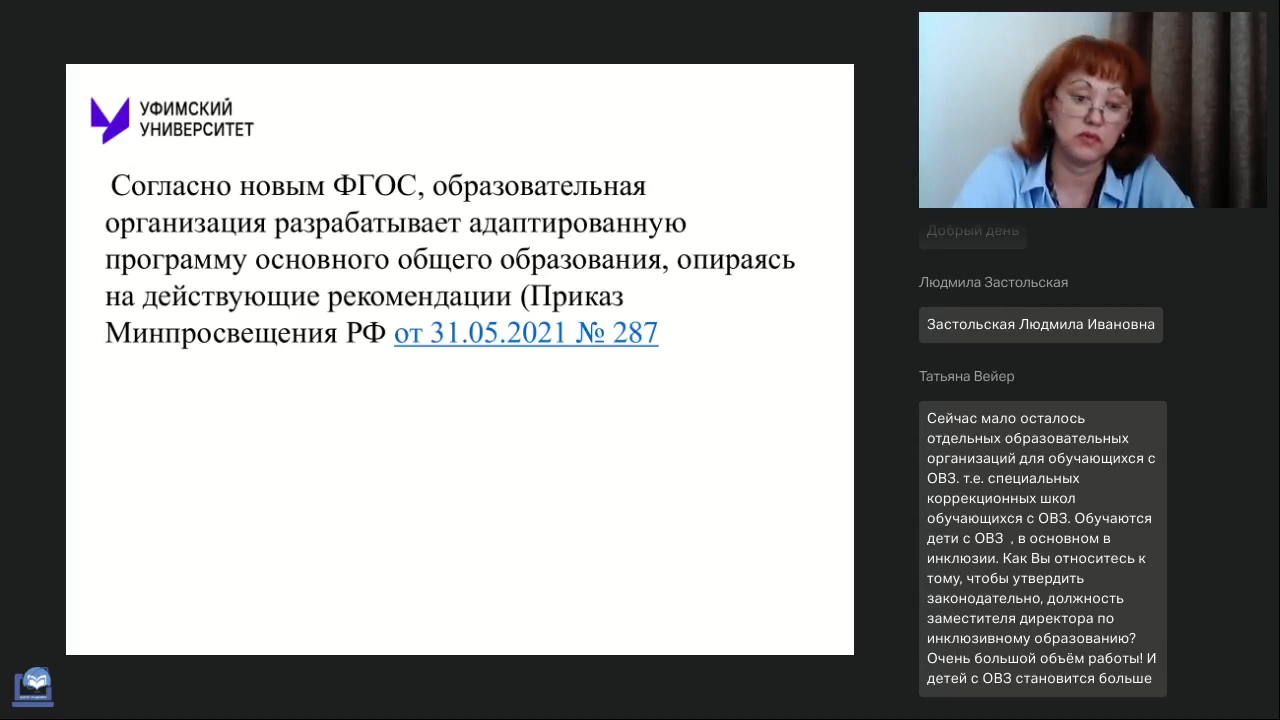 УФИМСКИЙ
УНИВЕРСИТЕТ
Согласно новым ФГОС, образовательная
организация разрабатывает адаптированную
программу основного общего образования, опираясь
на действующие рекомендации (Приказ
Минпросвещения РФ от 31.05.2021 № 287
Добрый день
Людмила Застольская
Застольская Людмила Ивановна
Татьяна Вейер
Сейчас мало осталось
отдельных образовательных
организаций для обучающихся с
ОВЗ. т.е. специальных
коррекционных школ
обучающихся с ОВЗ. Обучаются
дети с ОВЗ , в основном в
инклюзии. Как Вы относитесь к
тому, чтобы утвердить
законодательно, должность
заместителя директора по
инклюзивному образованию?
Очень большой объём работы! И
детей с ОВЗ становится больше